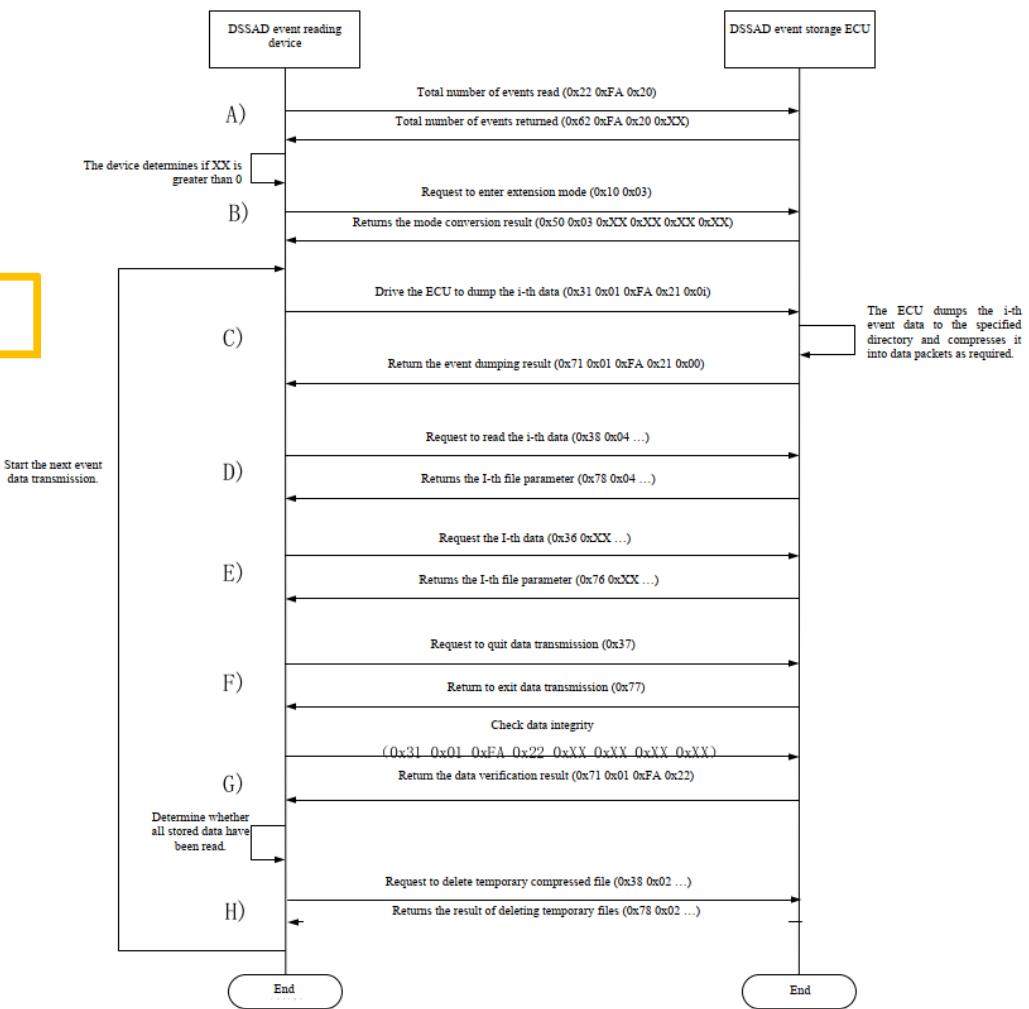 DSSAD event reading
device
DSSAD event storage ECU
Total number of events read (0x22 0xFA 0x20)
A)
Total number of events returned (0x62 0xFA 0x20 0xXX)
The device determines if XX is
greater than 0
Request to enter extension mode (0x10 0x03)
B)
Returns the mode conversion result (0x50 0x03 0xXX 0xXX 0xXX 0xXX)
Drive the ECU to dump the i-th data (0x31 0x01 0xFA 0x21 0x0i)
The ECU dumps the i-th
event data to the specified
directory and compresses it
into data packets as required.
C)
Return the event dumping result (0x71 0x01 0xFA 0x21 0x00)
Request to read the i-th data (0x38 0x04 ...)
Start the next event
data transmission.
D)
Returns the I-th file parameter (0x78 0x04 ...)
Request the I-th data (0x36 0xXX ...)
E)
Returns the I-th file parameter (0x76 0xXX ...)
Request to quit data transmission (0x37)
F)
Return to exit data transmission (0x77)
Check data integrity
(0x31 0x01 0xFA 0x22 0xXX 0xXX 0xXX 0xXX)
Return the data verification result (0x71 0x01 0xFA 0x22)
G)
Determine whether
all stored data have
been read.
Request to delete temporary compressed file (0x38 0x02 ...)
H)
Returns the result of deleting temporary files (0x78 0x02 ...)
End
End